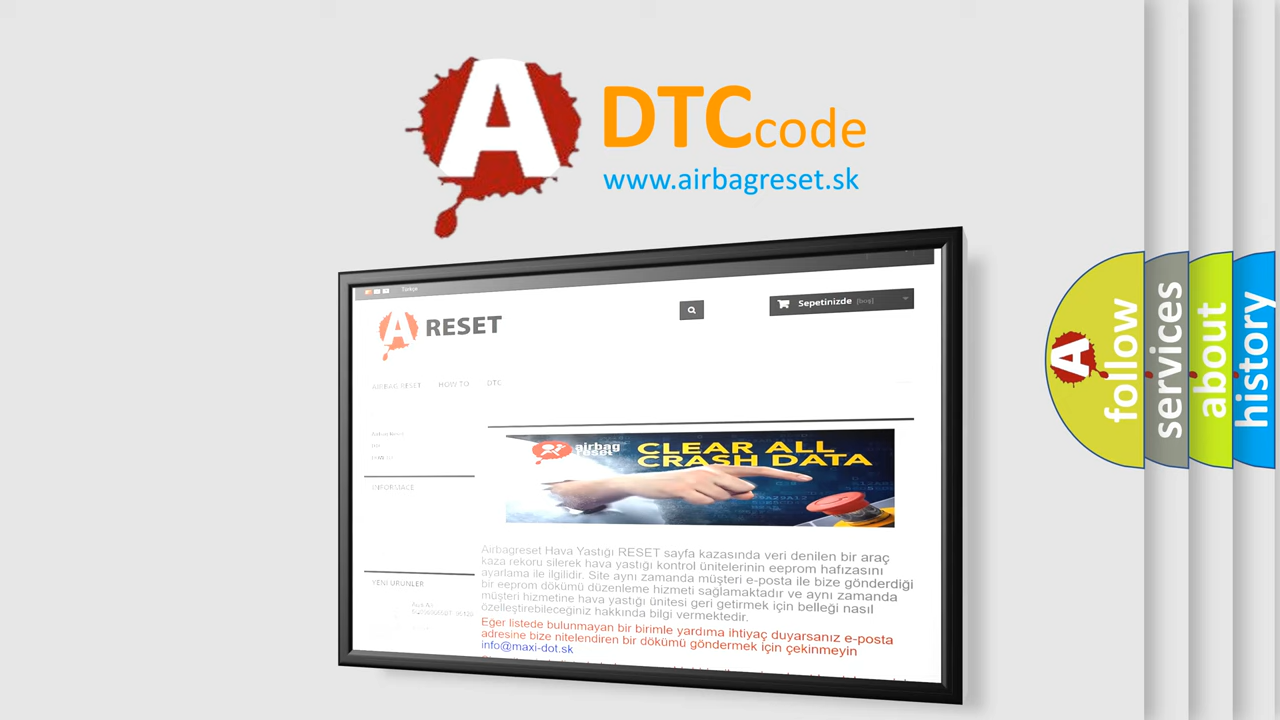 A
DTC code
www.airbagreset.sk
Türkçe
A RESET
Sepetinizde
AIRBAG RESET HOW TO DTC
airbag
reset
CLEAR ALL
CRASH DATA
INFORMACE
Airbagreset Hava Yastığı RESET sayfa kazasında veri denilen bir araç
kaza rekoru silerek hava yastığı kontrol ünitelerinin eeprom hafızasını
ayarlama ile ilgilidir. Site aynı zamanda müşteri e-posta ile bize gönderdiği
bir eeprom dökümü düzenleme hizmeti sağlamaktadır ve aynı zamanda
müşteri hizmetine hava yastığı ünitesi geri getirmek için belleği nasıl
özelleştirebileceğiniz hakkında bilgi vermektedir.
Eğer listede bulunmayan bir birimle yardıma ihtiyaç duyarsanız e-posta
adresine bize nitelendiren bir dökümü göndermek için çekinmeyin
info@maxi-dot.sk
YENI ÜRÜNLER
A
follow
services
about
history